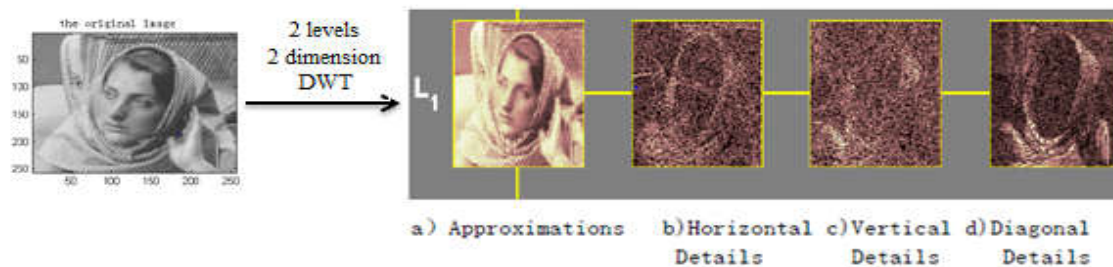 the original image
50
100
150
200
250
50 100 150 200 250
2 levels
2 dimension
DWT
L1
a) Approximations b)Horizontal c)Vertical d)Diagonal
Details Details Details